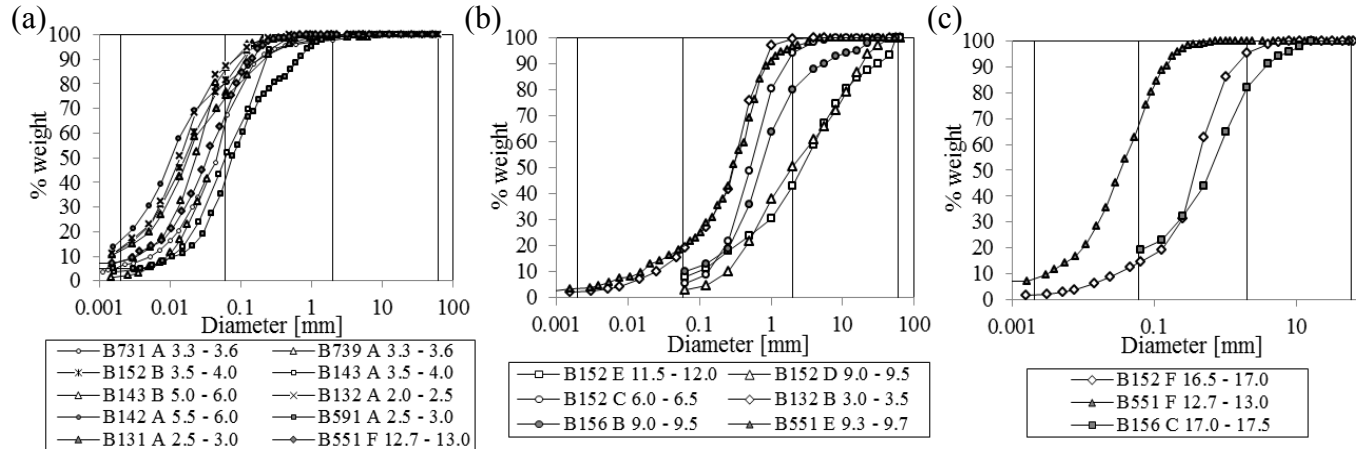 (a)
% weight
100
90
80
70
60
50
40
30
20
10
0
0.001 0.01 0.1 1 10 100
Diameter [mm]
B731 A 3.3 - 3.6 B739 A 3.3 - 3.6
B152 B 3.5 - 4.0 B143 A 3.5 - 4.0
B143 B 5.0 - 6.0 B132 A 2.0 - 2.5
B142 A 5.5 - 6.0 B591 A 2.5 - 3.0
B131 A 2.5 - 3.0 B551 F 12.7 - 13.0
(b)
% weight
100
90
80
70
60
50
40
30
20
10
0
0.001 0.01 0.1 1 10 100
Diameter [mm]
B152 E 11.5 - 12.0 B152 D 9.0 - 9.5
B152 C 6.0 - 6.5 B132 B 3.0 - 3.5
B156 B 9.0 - 9.5 B551 E 9.3 - 9.7
(c)
% weight
100
90
80
70
60
50
40
30
20
10
0
0.001 0.1 10
Diameter [mm]
B152 F 16.5 - 17.0
B551 F 12.7 - 13.0
B156 C 17.0 - 17.5